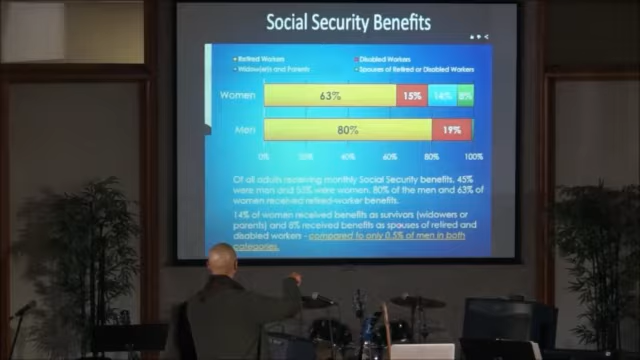 Social Security Benefits
Retired Workers
Disabled Workers
Widow(er)s and Parents
Spouses of Retired or Disabled Workers
Women
63%
15%
14%
8%
Men
80%
19%
0%
20%
40%
60%
80%
100%
Of all adults receiving monthly Social Security benefits, 45%
were men and 55% were women. 80% of the men and 63% of
women received retired-worker benefits.
14% of women received benefits as survivors (widowers or
parents) and 8% received benefits as spouses of retired and
disabled workers - compared to only 0.5% of men in both
categories.